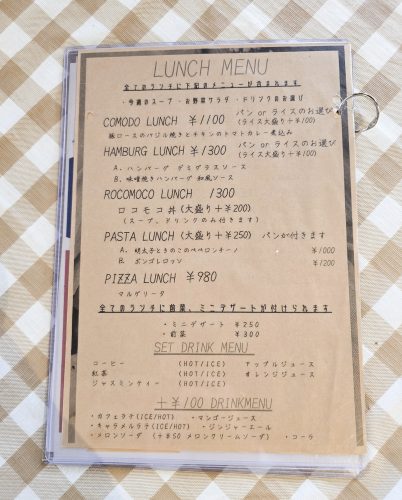 LUNCH MENU
全てのランチに下記のメニューが含まれます
・今週のスープ ・お野菜サラダ ・ドリンクのお選び
COMODO LUNCH ¥1100 パン or ライスのお選び
(ライス大盛り+¥100)
豚ロースのバジル焼きとチキンのトマトカレー煮込み
HAMBURG LUNCH ¥1300 パン or ライスのお選び
(ライス大盛り+¥100)
A. ハンバーグ デミグラスソース
B. 味噌焼きハンバーグ 和風ソース
ROCOMOCO LUNCH 1300
ロコモコ丼 (大盛り+¥200)
(スープ、ドリンクのみ付きます)
PASTA LUNCH (大盛り+¥250) パンが付きます
A. 明太子ときのこのペペロンチーノ ¥1000
B. ボンゴレロッソ ¥1200
PIZZA LUNCH ¥980
マルゲリータ
全てのランチに前菜、ミニデザートが付けられます
・ミニデザート ¥250
・前菜 ¥300
SET DRINK MENU
コーヒー (HOT/ICE) アップルジュース
紅茶 (HOT/ICE) オレンジジュース
ジャスミンティー (HOT/ICE)
+¥100 DRINKMENU
・カフェラテ(ICE/HOT) ・マンゴージュース
・キャラメルラテ(ICE/HOT) ・ジンジャーエール
・メロンソーダ (+¥50 メロンクリームソーダ) ・コーラ